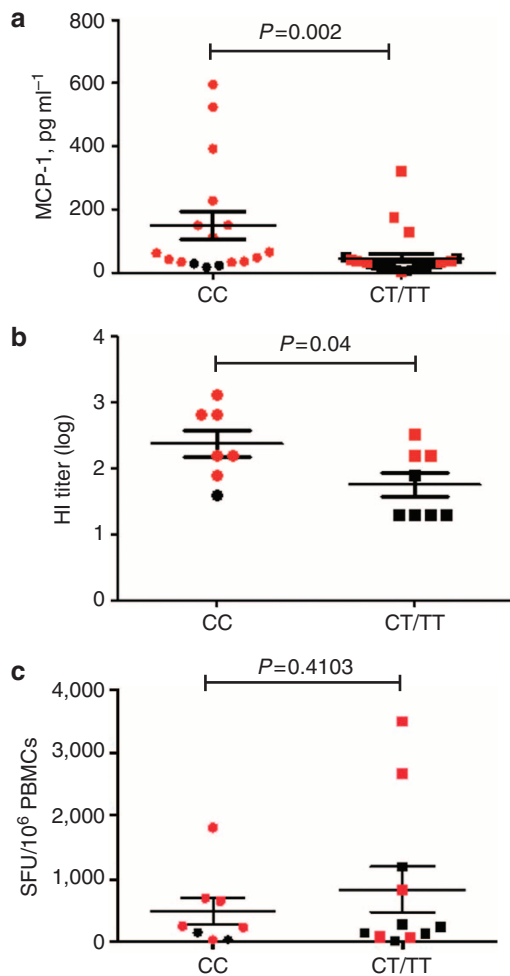 a
P=0.002
MCP-1, pg ml⁻¹
800
600
400
200
0
CC
CT/TT
b
P=0.04
HI titer (log)
4
3
2
1
0
CC
CT/TT
c
P=0.4103
SFU/10⁶ PBMCs
4,000
3,000
2,000
1,000
0
CC
CT/TT